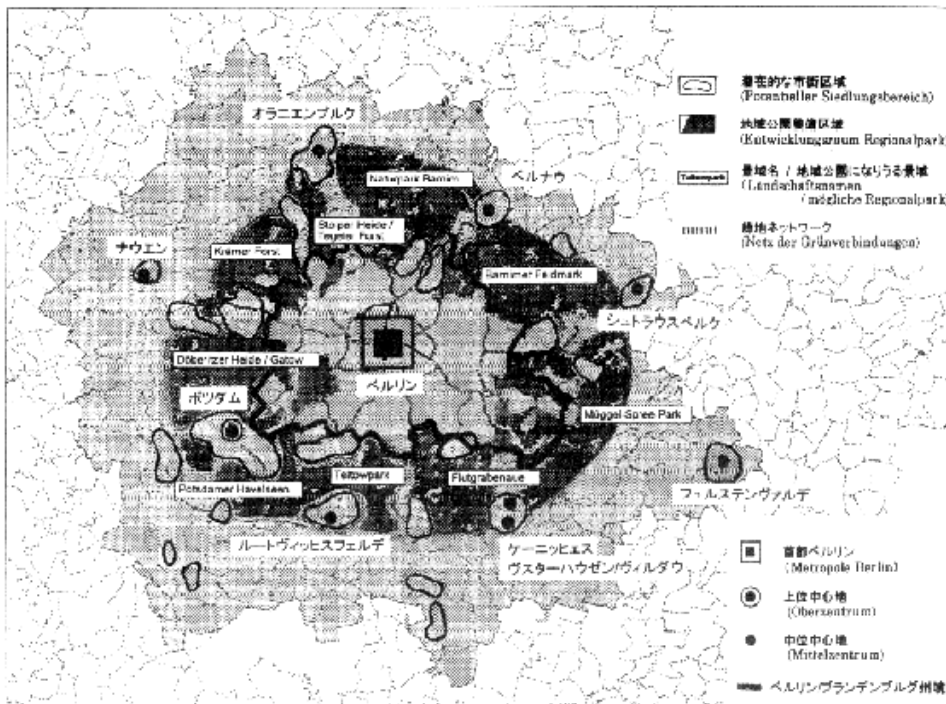 潜在的な市街区域
(Potentieller Siedlungsbereich)
地域公園整備区域
(Entwicklungsraum Regionalpark)
Teltowpark
景域名 / 地域公園になりうる景域
(Landschaftsnamen
/ mögliche Regionalpark)
緑地ネットワーク
(Netz der Grünverbindungen)
オラニエンブルク
Naturpark Barnim
ベルナウ
Stolper Heide /
Tegeler Forst
Krämer Forst
ナウエン
Barnimer Feldmark
シュトラウスベルク
Döberitzer Heide / Gatow
ベルリン
ポツダム
Müggel-Spree Park
Teltowpark
Flutgrabenaue
Potsdamer Havelseen
フュルステンヴァルデ
ルートヴィッヒスフェルデ
ケーニッヒェス
ヴスターハウゼン/ヴィルダウ
首都ベルリン
(Metropole Berlin)
上位中心地
(Oberzentrum)
中位中心地
(Mittelzentrum)
ベルリン/ブランデンブルグ州域